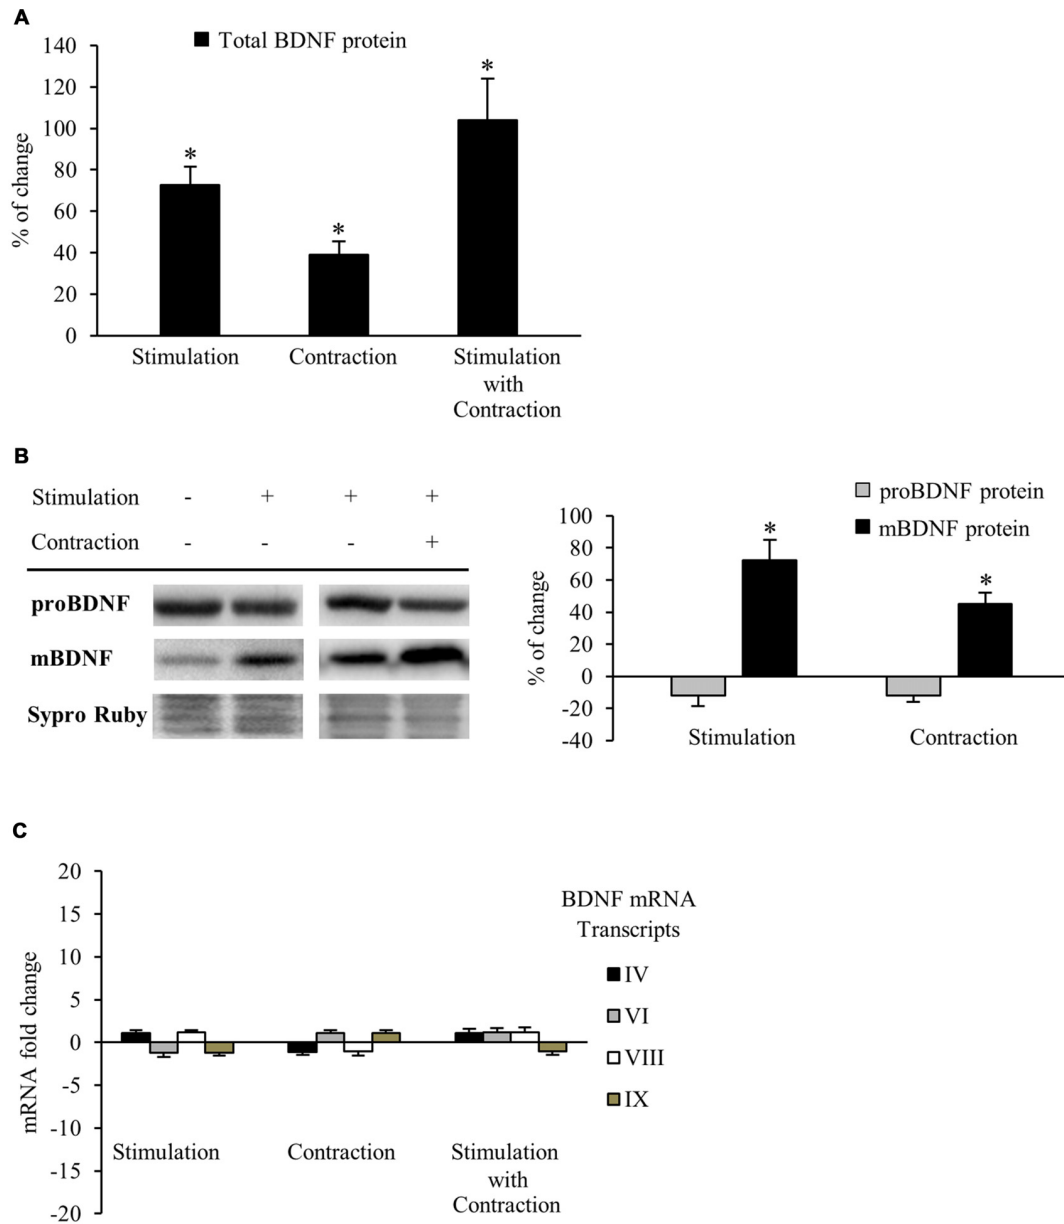 A
Total BDNF protein
140
120
100
80
60
40
20
0
% of change
*
*
*
Stimulation
Contraction
Stimulation
with
Contraction
B
Stimulation - + + +
Contraction - - - +
proBDNF
mBDNF
Sypro Ruby
proBDNF protein
mBDNF protein
100
80
60
40
20
0
-20
-40
% of change
*
*
Stimulation
Contraction
C
20
15
10
5
0
-5
-10
-15
-20
mRNA fold change
Stimulation
Contraction
Stimulation
with
Contraction
BDNF mRNA
Transcripts
IV
VI
VIII
IX